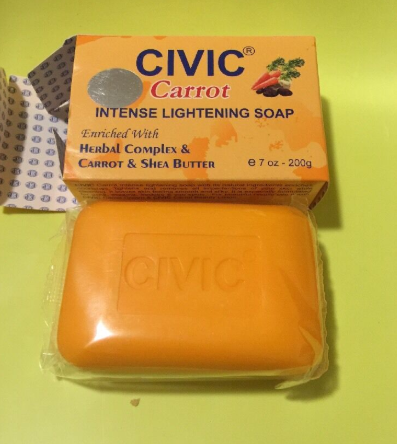 CIVIC®
Carrot
INTENSE LIGHTENING SOAP
Enriched With
HERBAL COMPLEX &
CARROT & SHEA BUTTER
℮ 7 oz - 200g
CIVIC®